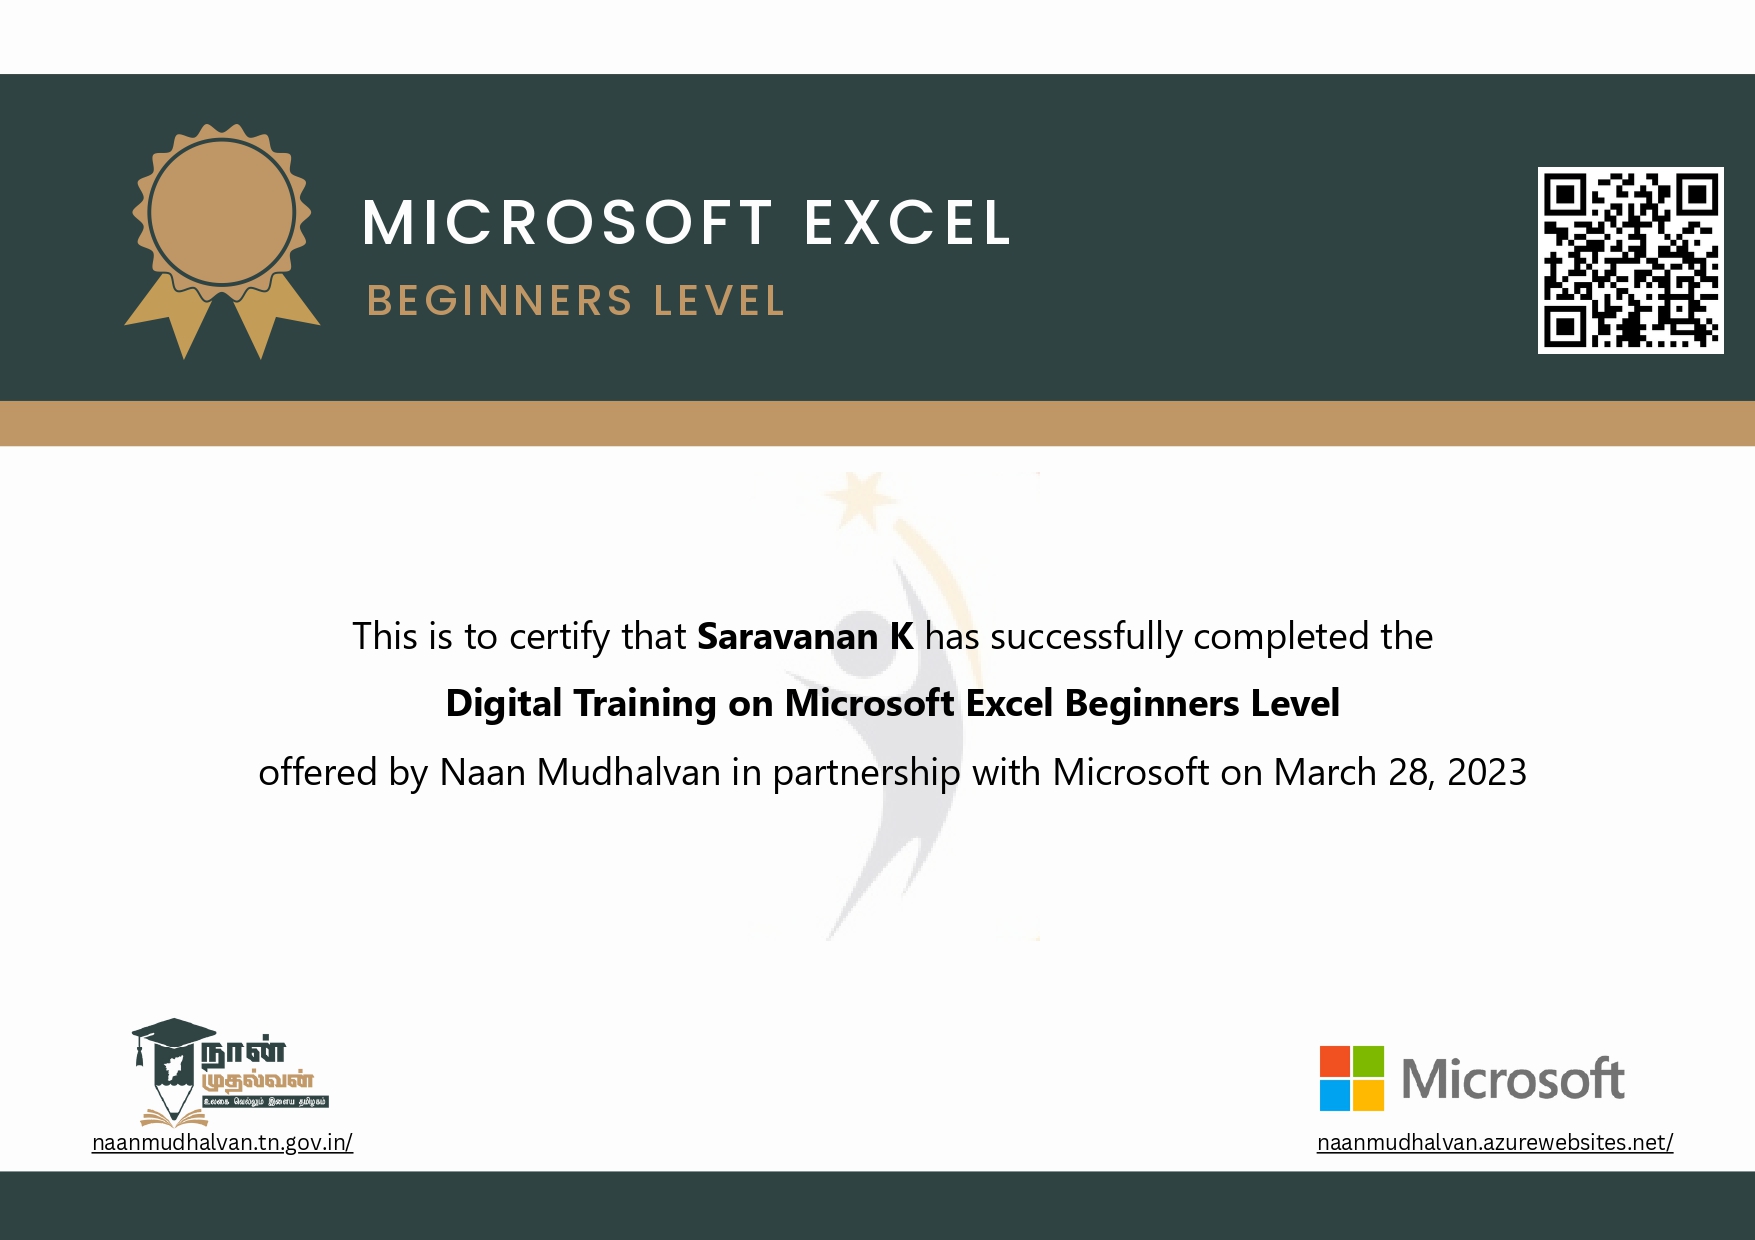 MICROSOFT EXCEL
BEGINNERS LEVEL
This is to certify that Saravanan K has successfully completed the
Digital Training on Microsoft Excel Beginners Level
offered by Naan Mudhalvan in partnership with Microsoft on March 28, 2023
நான்
முதல்வன்
உலகை வெல்லும் இளைய தமிழகம்
naanmudhalvan.tn.gov.in/
Microsoft
naanmudhalvan.azurewebsites.net/